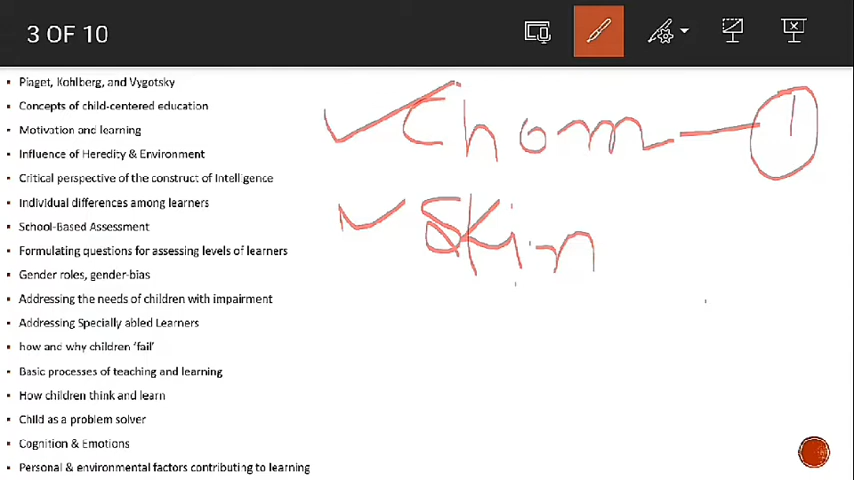 3 OF 10
Piaget, Kohlberg, and Vygotsky
Concepts of child-centered education
Motivation and learning
Influence of Heredity & Environment
Critical perspective of the construct of Intelligence
Individual differences among learners
School-Based Assessment
Formulating questions for assessing levels of learners
Gender roles, gender-bias
Addressing the needs of children with impairment
Addressing Specially abled Learners
how and why children 'fail'
Basic processes of teaching and learning
How children think and learn
Child as a problem solver
Cognition & Emotions
Personal & environmental factors contributing to learning
Chom — 1
Skin